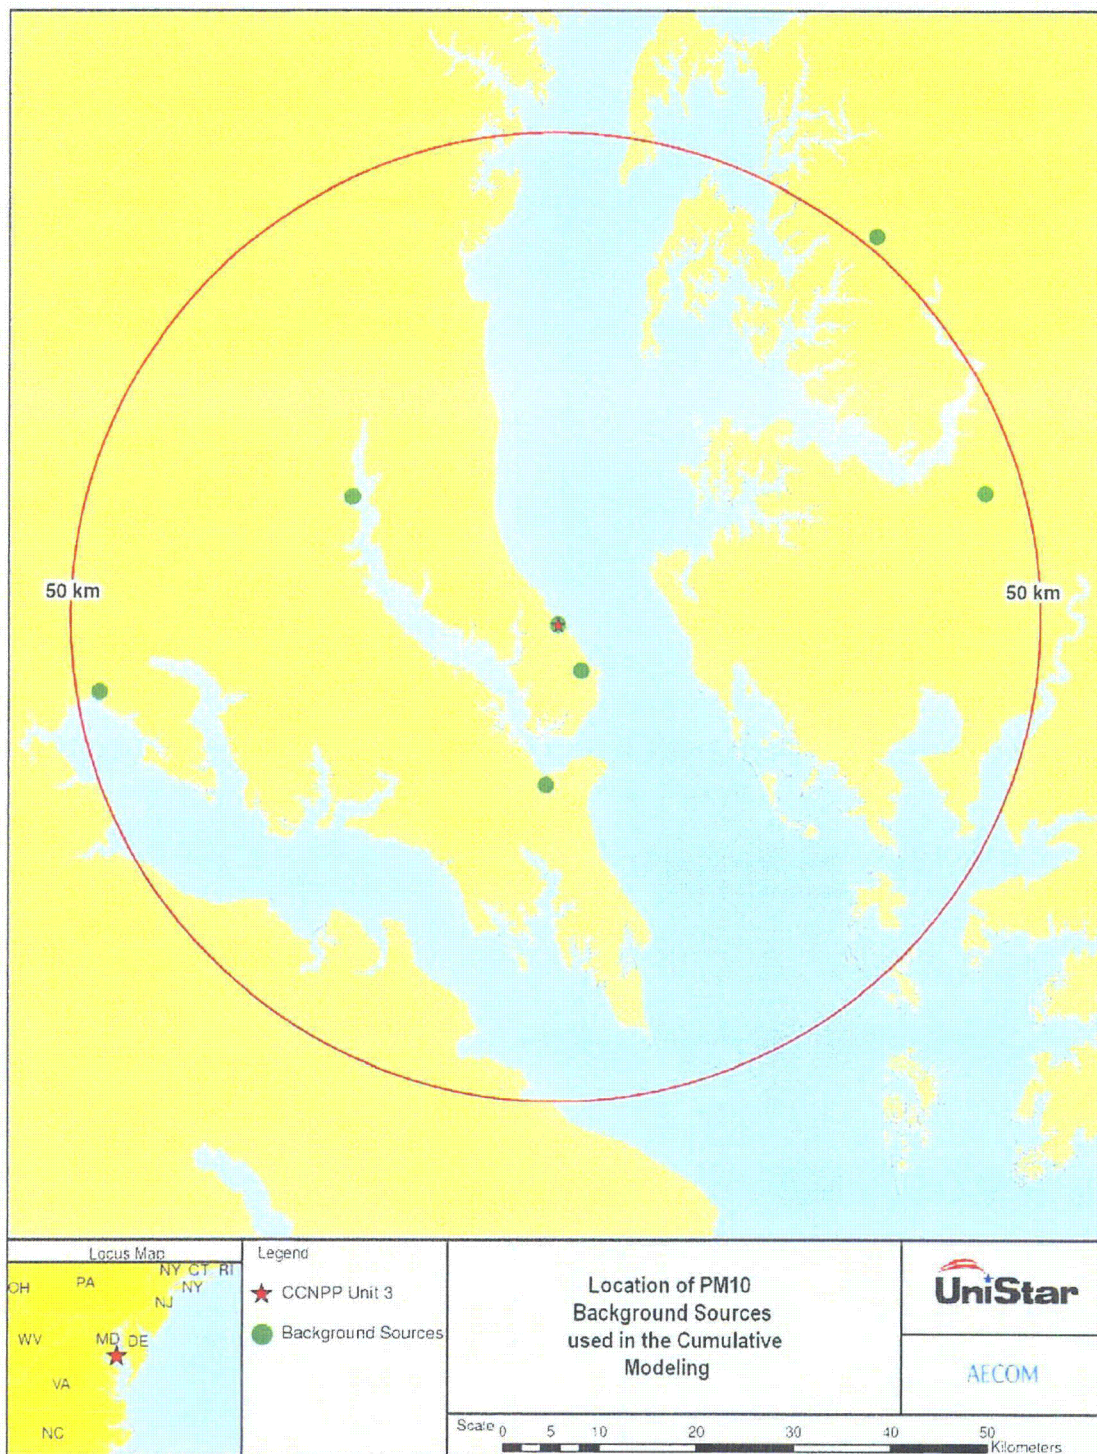 50 km
50 km
Locus Map
NY CT RI
OH
PA
NY
NJ
WV
MD DE
VA
NC
Legend
CCNPP Unit 3
Background Sources
Location of PM10
Background Sources
used in the Cumulative
Modeling
UniStar
AECOM
Scale 0 5 10 20 30 40 50
Kilometers